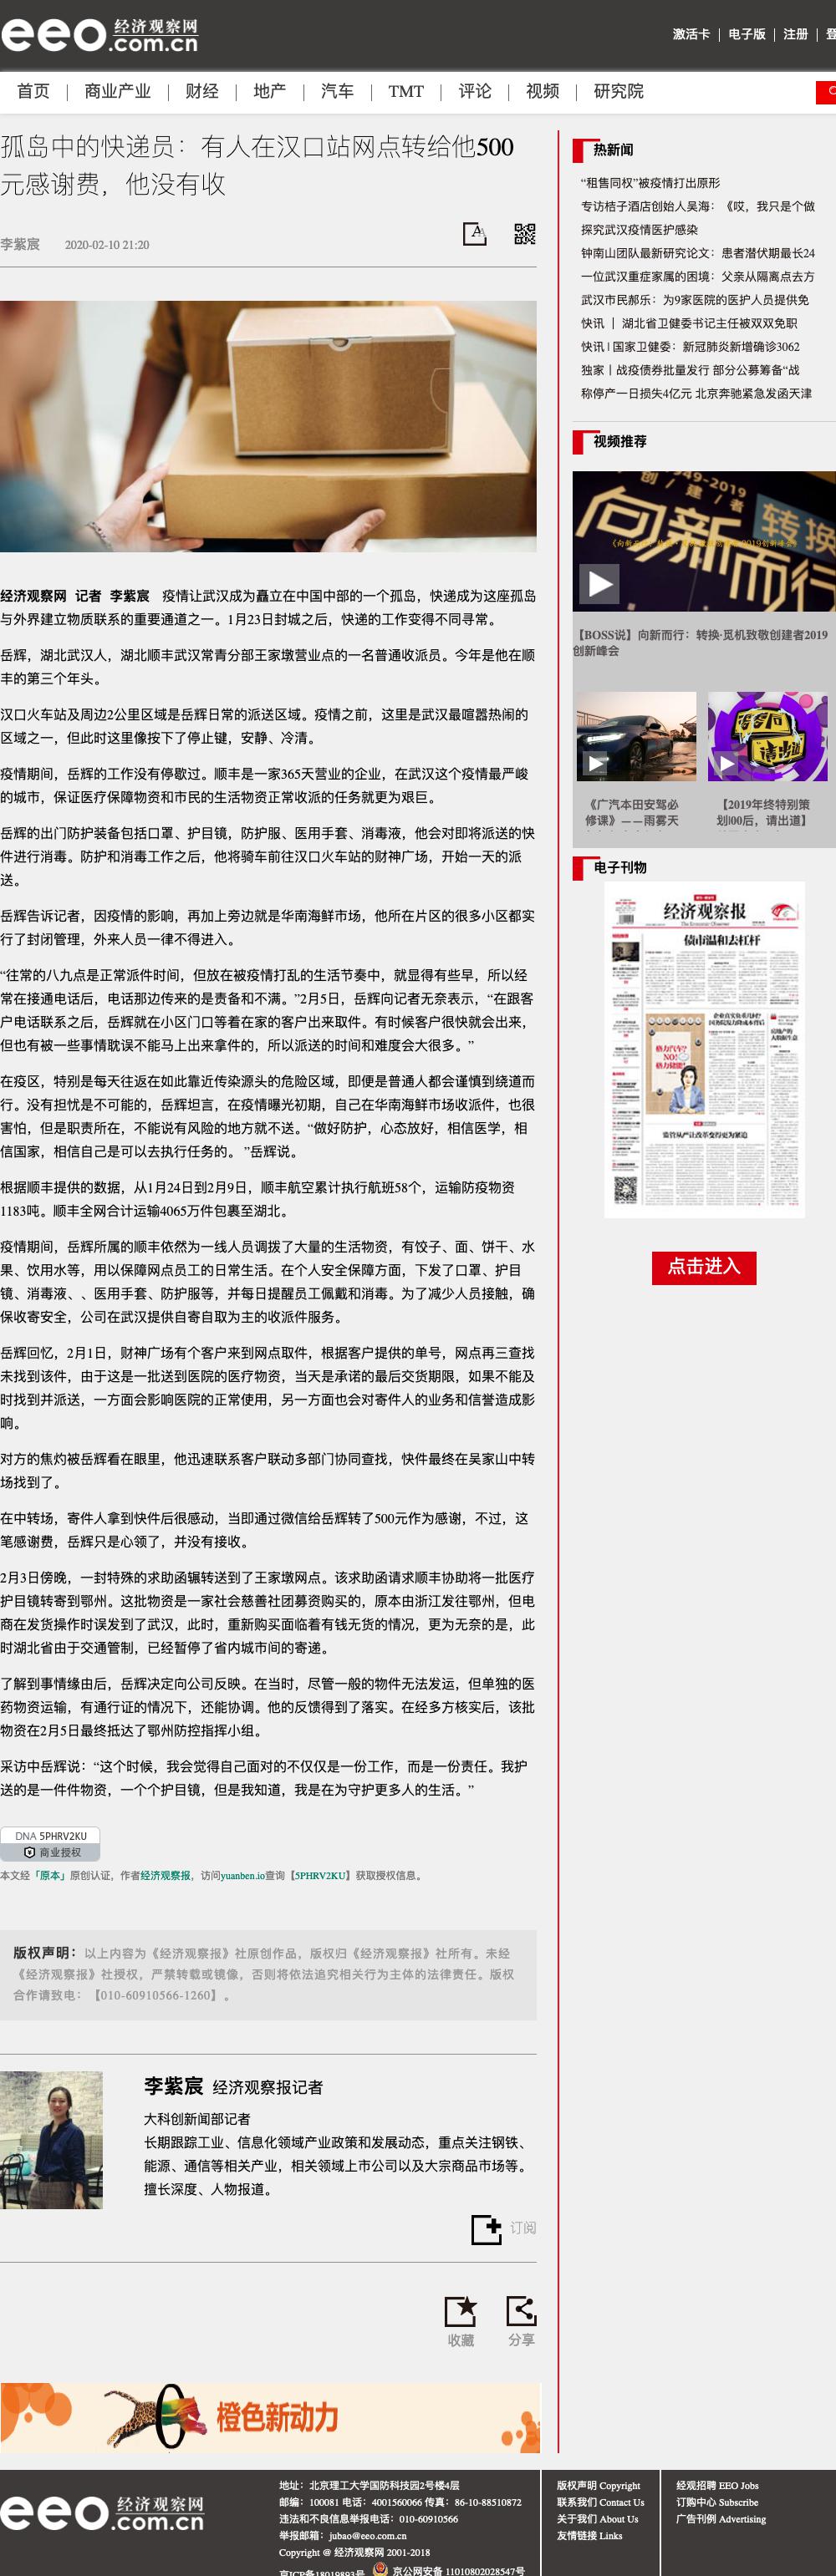 eeo 经济观察网
.com.cn
激活卡 | 电子版 | 注册 |
首页 | 商业产业 | 财经 | 地产 | 汽车 | TMT | 评论 | 视频 | 研究院
孤岛中的快递员：有人在汉口站网点转给他500
元感谢费，他没有收
李紫宸 2020-02-10 21:20
经济观察网 记者 李紫宸 疫情让武汉成为矗立在中国中部的一个孤岛，快递成为这座孤岛
与外界建立物质联系的重要通道之一。1月23日封城之后，快递的工作变得不同寻常。
岳辉，湖北武汉人，湖北顺丰武汉常青分部王家墩营业点的一名普通收派员。今年是他在顺
丰的第三个年头。
汉口火车站及周边2公里区域是岳辉日常的派送区域。疫情之前，这里是武汉最喧嚣热闹的
区域之一，但此时这里像按下了停止键，安静、冷清。
疫情期间，岳辉的工作没有停歇过。顺丰是一家365天营业的企业，在武汉这个疫情最严峻
的城市，保证医疗保障物资和市民的生活物资正常收派的任务就更为艰巨。
岳辉的出门防护装备包括口罩、护目镜，防护服、医用手套、消毒液，他会对即将派送的快
件进行消毒。防护和消毒工作之后，他将骑车前往汉口火车站的财神广场，开始一天的派
送。
岳辉告诉记者，因疫情的影响，再加上旁边就是华南海鲜市场，他所在片区的很多小区都实
行了封闭管理，外来人员一律不得进入。
“往常的八九点是正常派件时间，但放在被疫情打乱的生活节奏中，就显得有些早，所以经
常在接通电话后，电话那边传来的是责备和不满。”2月5日，岳辉向记者无奈表示，“在跟客
户电话联系之后，岳辉就在小区门口等着在家的客户出来取件。有时候客户很快就会出来，
但也有被一些事情耽误不能马上出来拿件的，所以派送的时间和难度会大很多。”
在疫区，特别是每天往返在如此靠近传染源头的危险区域，即便是普通人都会谨慎到绕道而
行。没有担忧是不可能的，岳辉坦言，在疫情曝光初期，自己在华南海鲜市场收派件，也很
害怕，但是职责所在，不能说有风险的地方就不送。“做好防护，心态放好，相信医学，相
信国家，相信自己是可以去执行任务的。 ”岳辉说。
根据顺丰提供的数据，从1月24日到2月9日，顺丰航空累计执行航班58个，运输防疫物资
1183吨。顺丰全网合计运输4065万件包裹至湖北。
疫情期间，岳辉所属的顺丰依然为一线人员调拨了大量的生活物资，有饺子、面、饼干、水
果、饮用水等，用以保障网点员工的日常生活。在个人安全保障方面，下发了口罩、护目
镜、消毒液、、医用手套、防护服等，并每日提醒员工佩戴和消毒。为了减少人员接触，确
保收寄安全，公司在武汉提供自寄自取为主的收派件服务。
岳辉回忆，2月1日，财神广场有个客户来到网点取件，根据客户提供的单号，网点再三查找
未找到该件，由于这是一批送到医院的医疗物资，当天是承诺的最后交货期限，如果不能及
时找到并派送，一方面会影响医院的正常使用，另一方面也会对寄件人的业务和信誉造成影
响。
对方的焦灼被岳辉看在眼里，他迅速联系客户联动多部门协同查找，快件最终在吴家山中转
场找到了。
在中转场，寄件人拿到快件后很感动，当即通过微信给岳辉转了500元作为感谢，不过，这
笔感谢费，岳辉只是心领了，并没有接收。
2月3日傍晚，一封特殊的求助函辗转送到了王家墩网点。该求助函请求顺丰协助将一批医疗
护目镜转寄到鄂州。这批物资是一家社会慈善社团募资购买的，原本由浙江发往鄂州，但电
商在发货操作时误发到了武汉，此时，重新购买面临着有钱无货的情况，更为无奈的是，此
时湖北省由于交通管制，已经暂停了省内城市间的寄递。
了解到事情缘由后，岳辉决定向公司反映。在当时，尽管一般的物件无法发运，但单独的医
药物资运输，有通行证的情况下，还能协调。他的反馈得到了落实。在经多方核实后，该批
物资在2月5日最终抵达了鄂州防控指挥小组。
采访中岳辉说：“这个时候，我会觉得自己面对的不仅仅是一份工作，而是一份责任。我护
送的是一件件物资，一个个护目镜，但是我知道，我是在为守护更多人的生活。”
DNA 5PHRV2KU
商业授权
本文经「原本」原创认证，作者经济观察报，访问yuanben.io查询【5PHRV2KU】获取授权信息。
版权声明：以上内容为《经济观察报》社原创作品，版权归《经济观察报》社所有。未经
《经济观察报》社授权，严禁转载或镜像，否则将依法追究相关行为主体的法律责任。版权
合作请致电：【010-60910566-1260】。
李紫宸 经济观察报记者
大科创新闻部记者
长期跟踪工业、信息化领域产业政策和发展动态，重点关注钢铁、
能源、通信等相关产业，相关领域上市公司以及大宗商品市场等。
擅长深度、人物报道。
订阅
收藏 分享
橙色新动力
热新闻
“租售同权”被疫情打出原形
专访桔子酒店创始人吴海：《哎，我只是个做
探究武汉疫情医护感染
钟南山团队最新研究论文：患者潜伏期最长24
一位武汉重症家属的困境：父亲从隔离点去方
武汉市民郝乐：为9家医院的医护人员提供免
快讯 ｜ 湖北省卫健委书记主任被双双免职
快讯 | 国家卫健委：新冠肺炎新增确诊3062
独家丨战疫债券批量发行 部分公募筹备“战
称停产一日损失4亿元 北京奔驰紧急发函天津
视频推荐
1949-2019
创/建/者
向新而行
转换
【BOSS说】向新而行：转换·觅机致敬创建者2019
创新峰会
《广汽本田安驾必
修课》——雨雾天
【2019年终特别策
划|00后，请出道】
电子刊物
经济观察报
The Economic Observer
债市温和去杠杆
格力汽车？
NO!
格力储能！
监管从严让改革变得更为紧迫
点击进入
eeo 经济观察网
.com.cn
地址：北京理工大学国防科技园2号楼4层
邮编：100081 电话：4001560066 传真：86-10-88510872
违法和不良信息举报电话：010-60910566
举报邮箱：jubao@eeo.com.cn
Copyright @ 经济观察网 2001-2018
京ICP备18019893号 京公网安备 11010802028547号
版权声明 Copyright
联系我们 Contact Us
关于我们 About Us
友情链接 Links
经观招聘 EEO Jobs
订购中心 Subscribe
广告刊例 Advertising